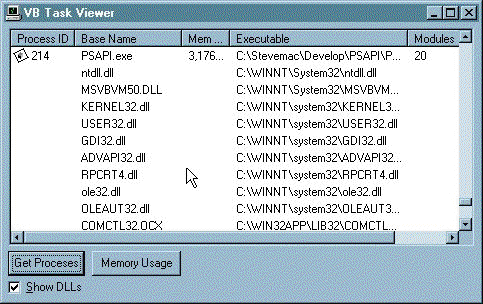 VB Task Viewer
Process ID Base Name Mem ... Executable Modules
214 PSAPI.exe 3,176... C:\Stevemac\Develop\PSAPI\P... 20
ntdll.dll C:\WINNT\System32\ntdll.dll
MSVBVM50.DLL C:\WINNT\System32\MSVBVM...
KERNEL32.dll C:\WINNT\system32\KERNEL3...
USER32.dll C:\WINNT\system32\USER32.dll
GDI32.dll C:\WINNT\system32\GDI32.dll
ADVAPI32.dll C:\WINNT\system32\ADVAPI32...
RPCRT4.dll C:\WINNT\system32\RPCRT4.dll
ole32.dll C:\WINNT\system32\ole32.dll
OLEAUT32.dll C:\WINNT\system32\OLEAUT3...
COMCTL32.OCX C:\WIN32APP\LIB32\COMCTL...
Get Proceses Memory Usage
Show DLLs